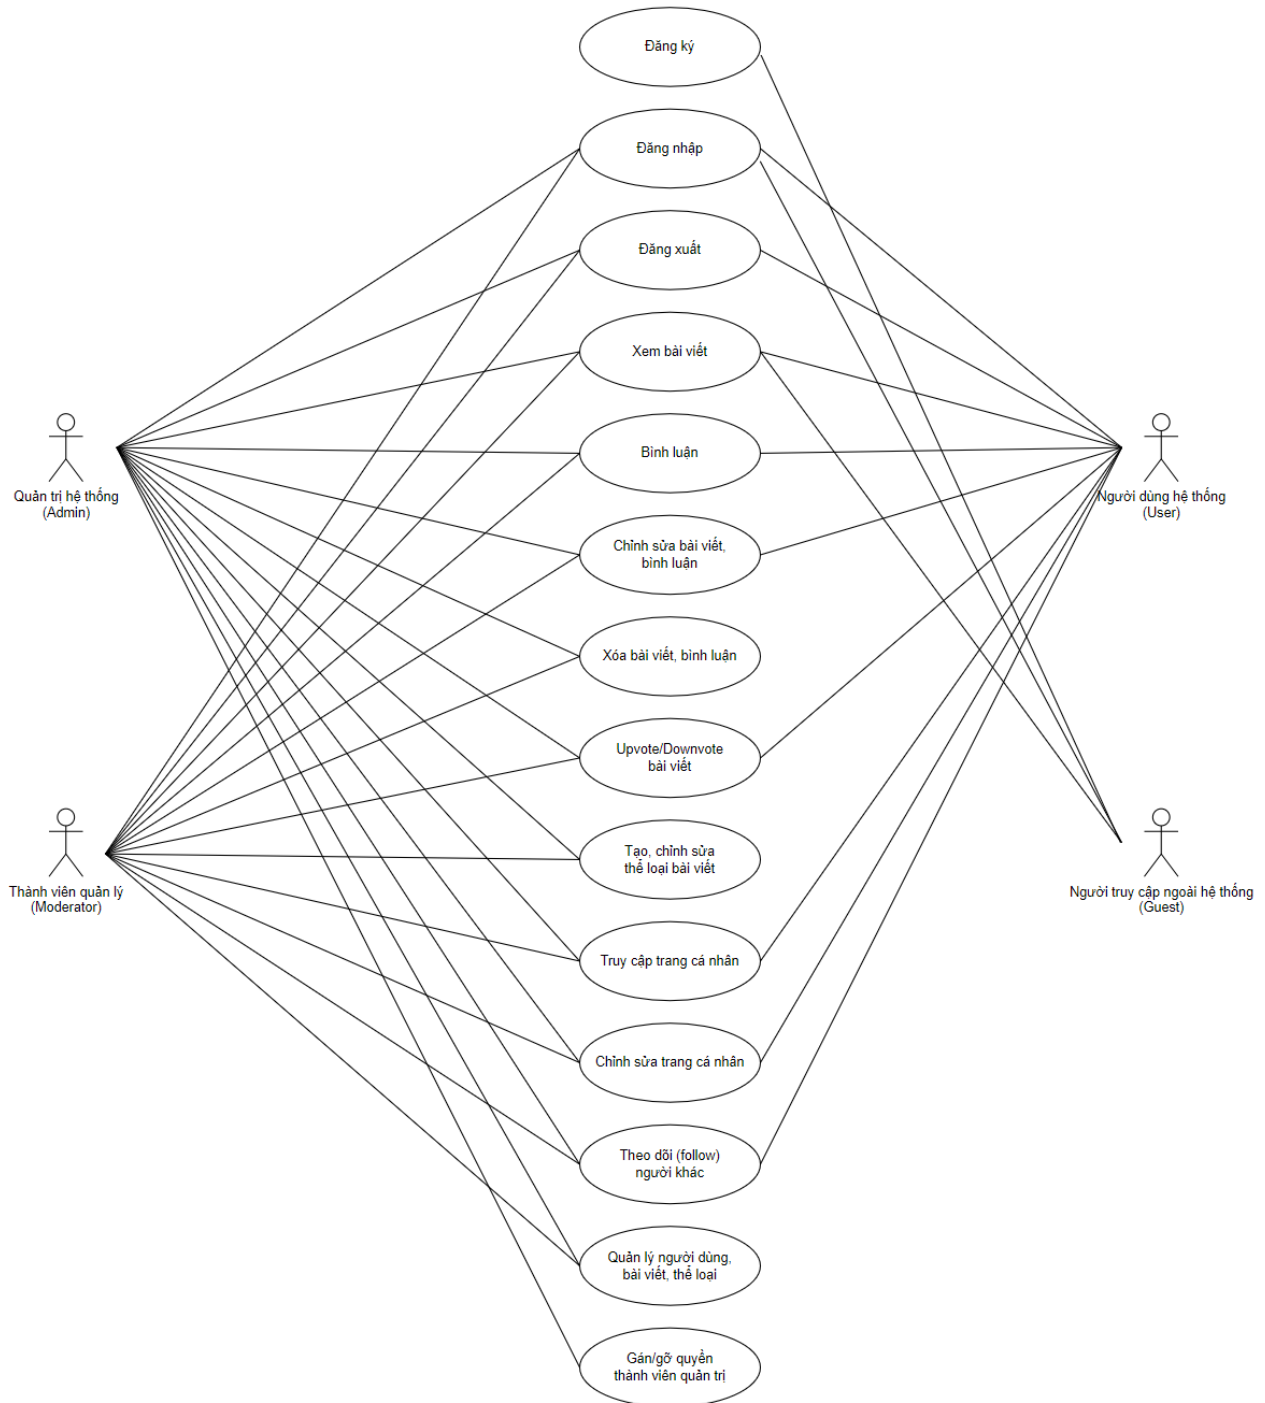 Đăng ký
Đăng nhập
Đăng xuất
Xem bài viết
Bình luận
Quản trị hệ thống
(Admin)
Người dùng hệ thống
(User)
Chỉnh sửa bài viết,
bình luận
Xóa bài viết, bình luận
Upvote/Downvote
bài viết
Tạo, chỉnh sửa
thể loại bài viết
Thành viên quản lý
(Moderator)
Người truy cập ngoài hệ thống
(Guest)
Truy cập trang cá nhân
Chỉnh sửa trang cá nhân
Theo dõi (follow)
người khác
Quản lý người dùng,
bài viết, thể loại
Gán/gỡ quyền
thành viên quản trị